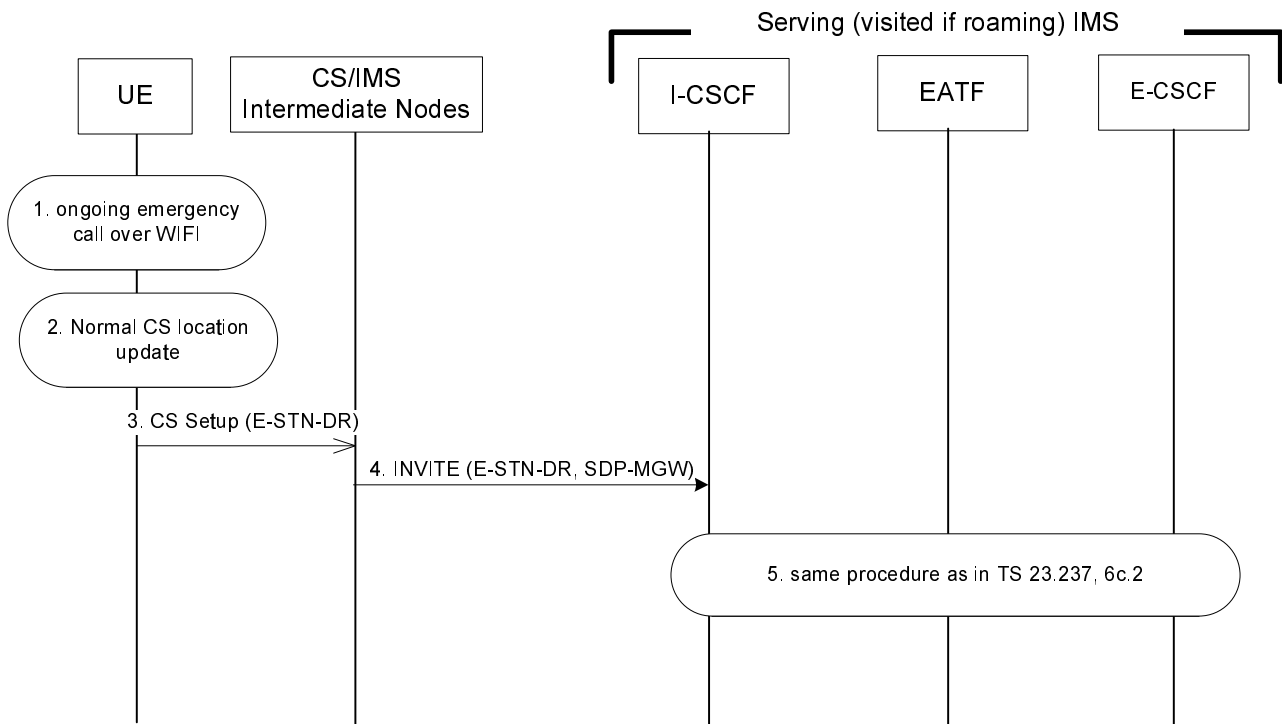 Serving (visited if roaming) IMS
UE
CS/IMS
Intermediate Nodes
I-CSCF
EATF
E-CSCF
1. ongoing emergency
call over WIFI
2. Normal CS location
update
3. CS Setup (E-STN-DR)
4. INVITE (E-STN-DR, SDP-MGW)
5. same procedure as in TS 23.237, 6c.2